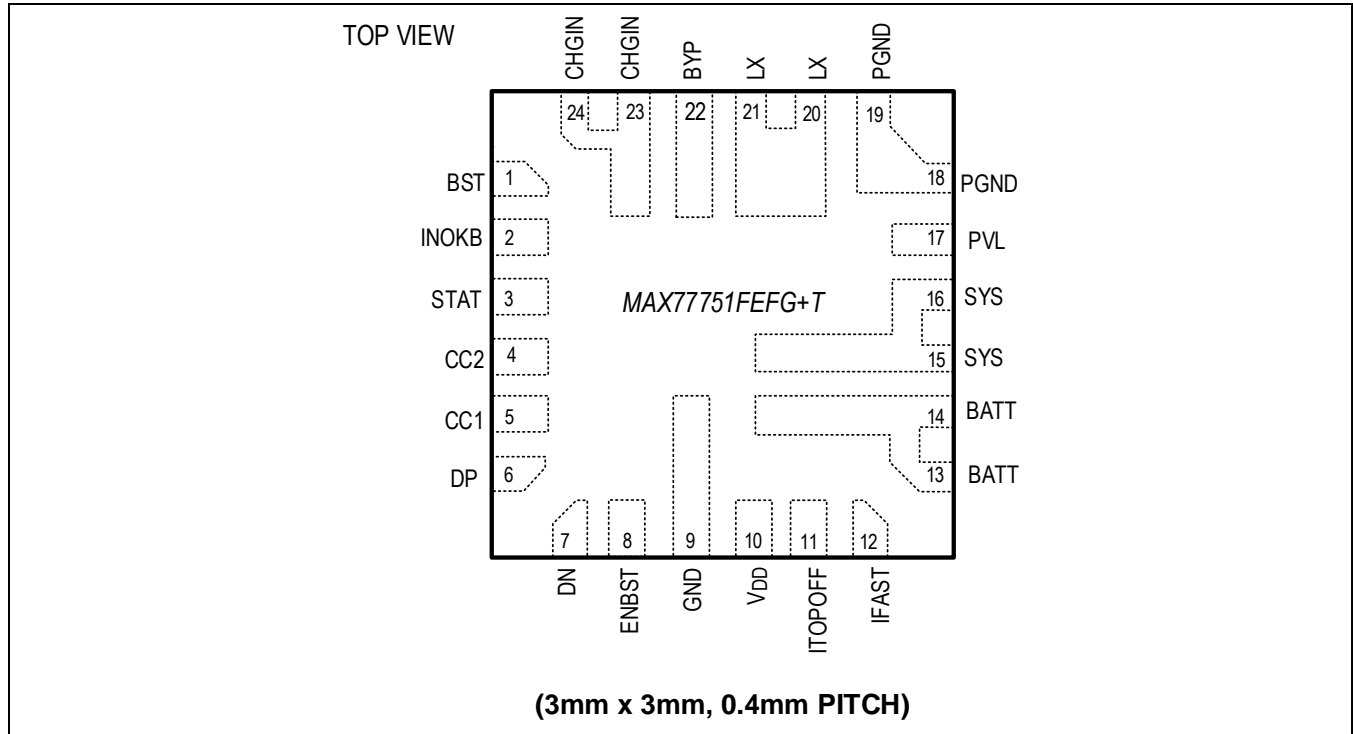 TOP VIEW
CHGIN
CHGIN
BYP
LX
LX
PGND
24
23
22
21
20
19
BST 1
18 PGND
INOKB 2
17 PVL
STAT 3
MAX77751FEFG+T
16 SYS
CC2 4
15 SYS
CC1 5
14 BATT
DP 6
13 BATT
7
8
9
10
11
12
DN
ENBST
GND
VDD
ITOPOFF
IFAST
(3mm x 3mm, 0.4mm PITCH)